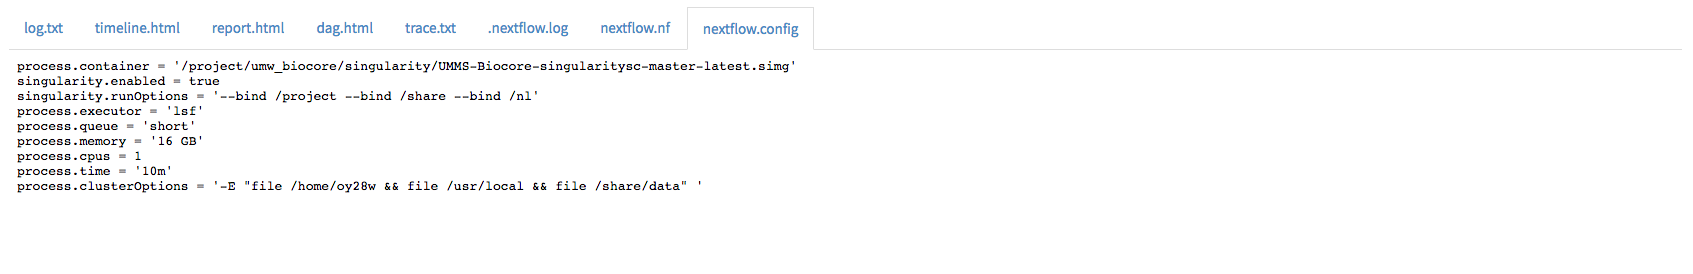 log.txt timeline.html report.html dag.html trace.txt .nextflow.log nextflow.nf nextflow.config
process.container = '/project/umw_biocore/singularity/UMMS-Biocore-singularitysc-master-latest.simg'
singularity.enabled = true
singularity.runOptions = '--bind /project --bind /share --bind /nl'
process.executor = 'lsf'
process.queue = 'short'
process.memory = '16 GB'
process.cpus = 1
process.time = '10m'
process.clusterOptions = '-E "file /home/oy28w && file /usr/local && file /share/data" '